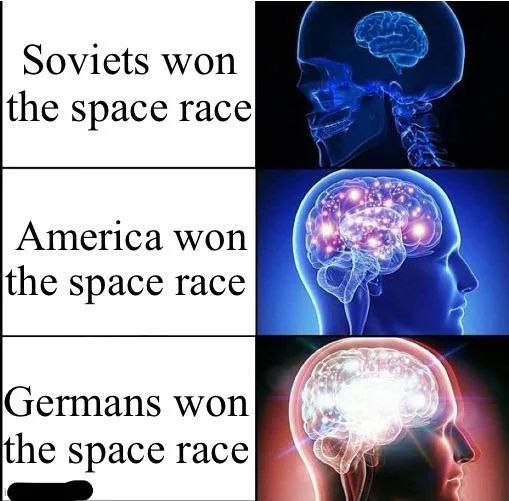 Soviets won
the space race
America won
the space race
Germans won
the space race